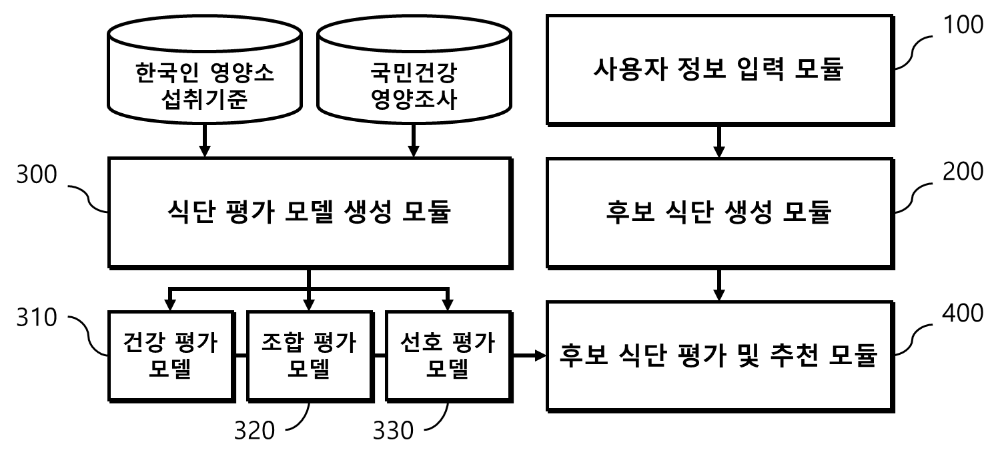 한국인 영양소
섭취기준
국민건강
영양조사
사용자 정보 입력 모듈
100
300
식단 평가 모델 생성 모듈
후보 식단 생성 모듈
200
310
건강 평가
모델
조합 평가
모델
선호 평가
모델
후보 식단 평가 및 추천 모듈
400
320
330